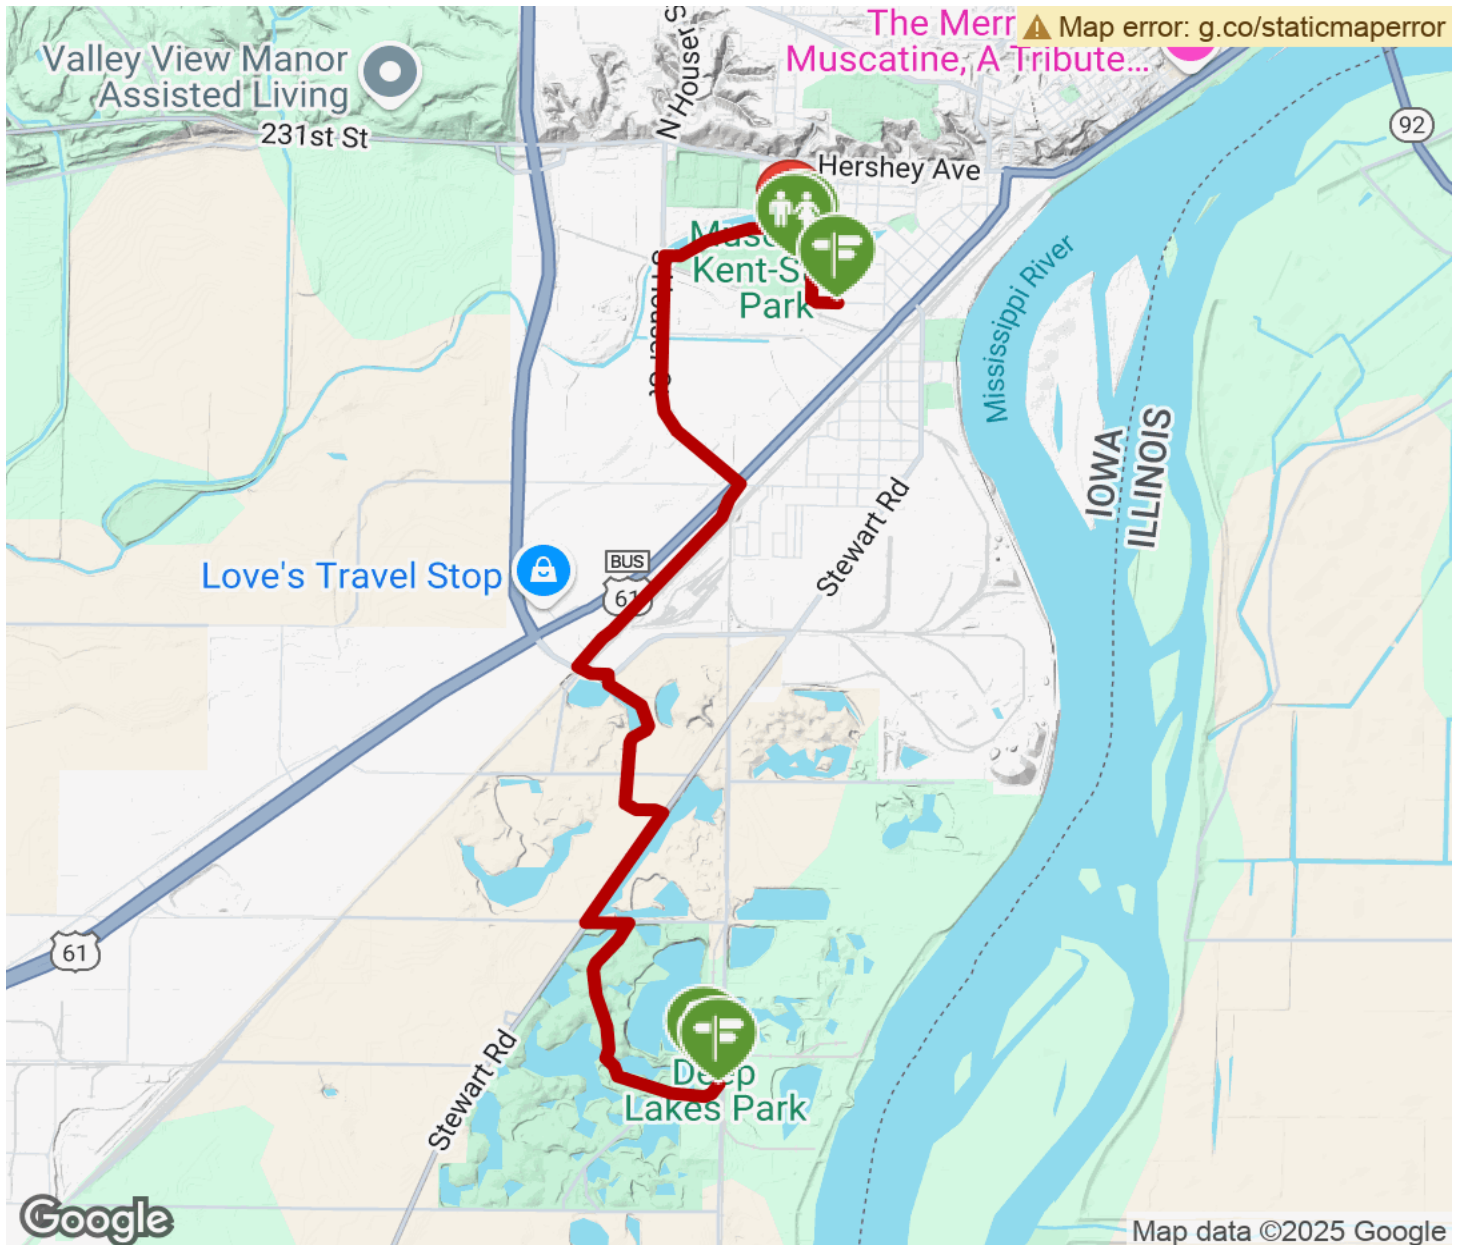 The Merr
Map error: g.co/staticmaperror
Muscatine, A Tribute...
Valley View Manor
Assisted Living
N Houser S
92
231st St
Hershey Ave
Kent-S
Park
Mississippi River
IOWA
ILLINOIS
Stewart Rd
Love's Travel Stop
BUS
61
61
Stewart Rd
Deep
Lakes Park
Google
Map data ©2025 Google